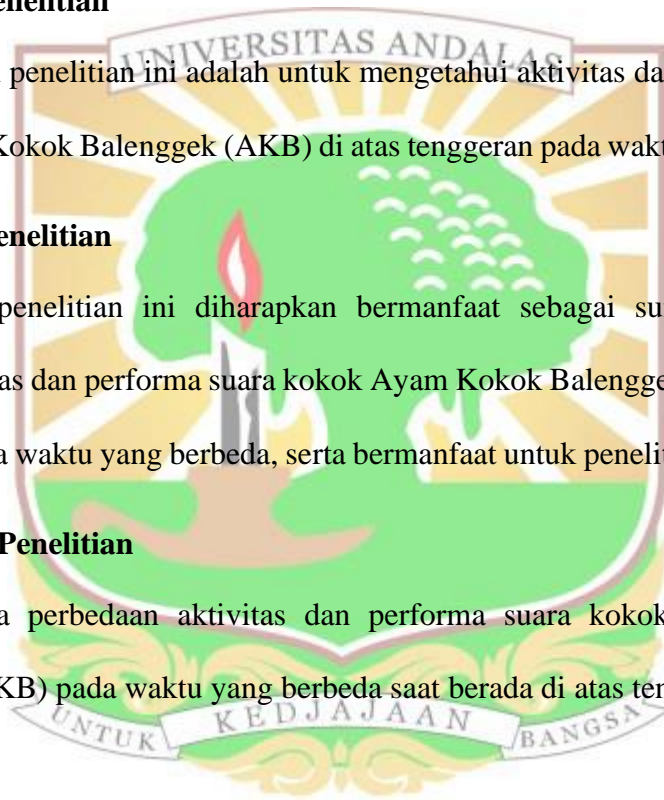 enelitian
UNIVERSITAS ANDALAS
penelitian ini adalah untuk mengetahui aktivitas da
Kokok Balenggek (AKB) di atas tenggeran pada wakt
enelitian
penelitian ini diharapkan bermanfaat sebagai su
as dan performa suara kokok Ayam Kokok Balengge
a waktu yang berbeda, serta bermanfaat untuk penelit
Penelitian
a perbedaan aktivitas dan performa suara kokok
KB) pada waktu yang berbeda saat berada di atas ten
UNTUK KEDJAJAAN BANGSA